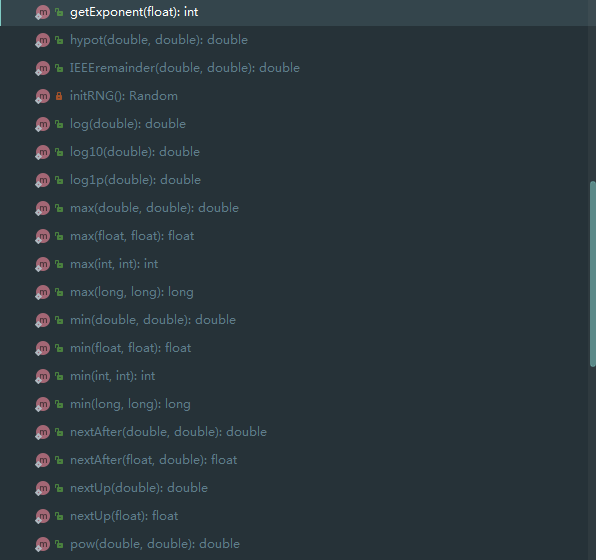 getExponent(float): int
hypot(double, double): double
IEEEremainder(double, double): double
initRNG(): Random
log(double): double
log10(double): double
log1p(double): double
max(double, double): double
max(float, float): float
max(int, int): int
max(long, long): long
min(double, double): double
min(float, float): float
min(int, int): int
min(long, long): long
nextAfter(double, double): double
nextAfter(float, double): float
nextUp(double): double
nextUp(float): float
pow(double, double): double